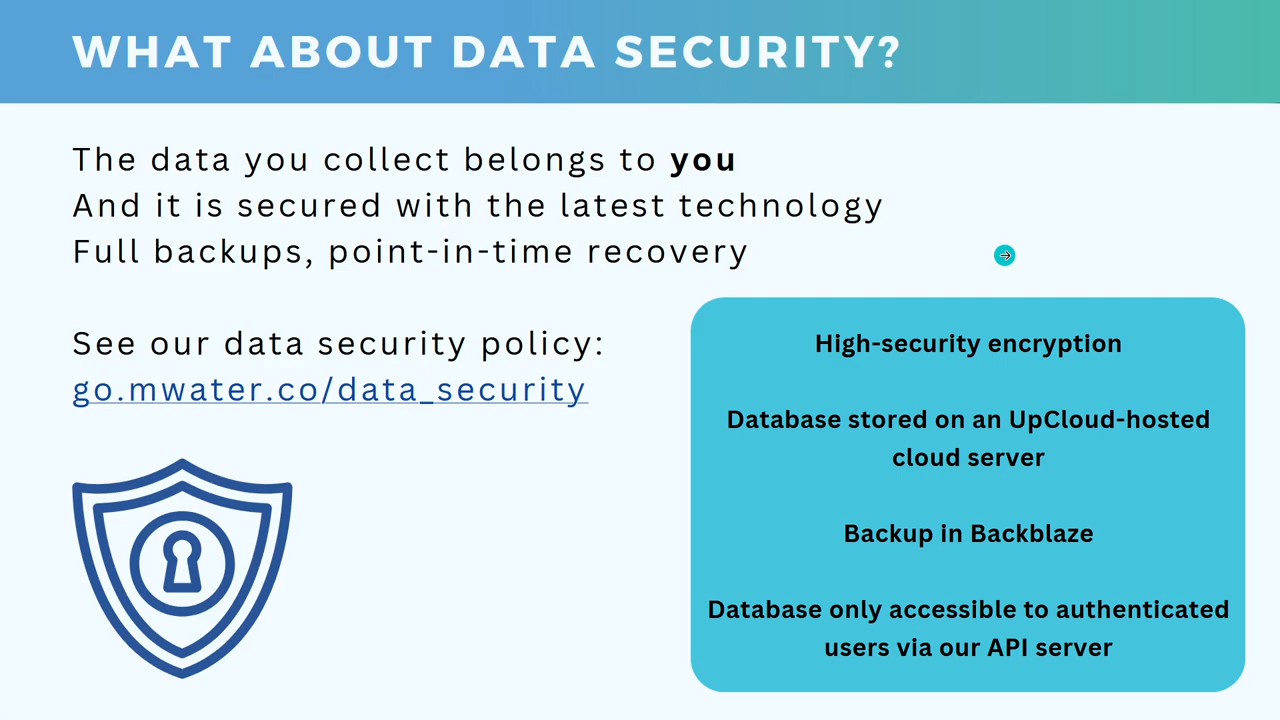 WHAT ABOUT DATA SECURITY?
The data you collect belongs to you
And it is secured with the latest technology
Full backups, point-in-time recovery
See our data security policy:
go.mwater.co/data_security
High-security encryption
Database stored on an UpCloud-hosted
cloud server
Backup in Backblaze
Database only accessible to authenticated
users via our API server